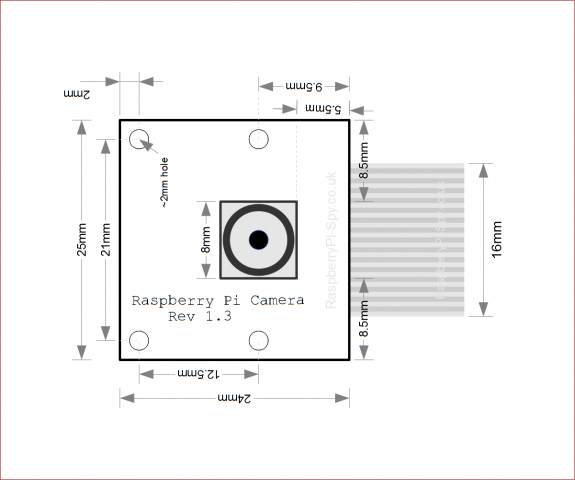 9.5mm
2mm
5.5mm
8.5mm
~2mm hole
RaspberryPi-Spy.co.uk
25mm
21mm
8mm
16mm
Raspberry Pi Camera
Rev 1.3
8.5mm
12.5mm
24mm